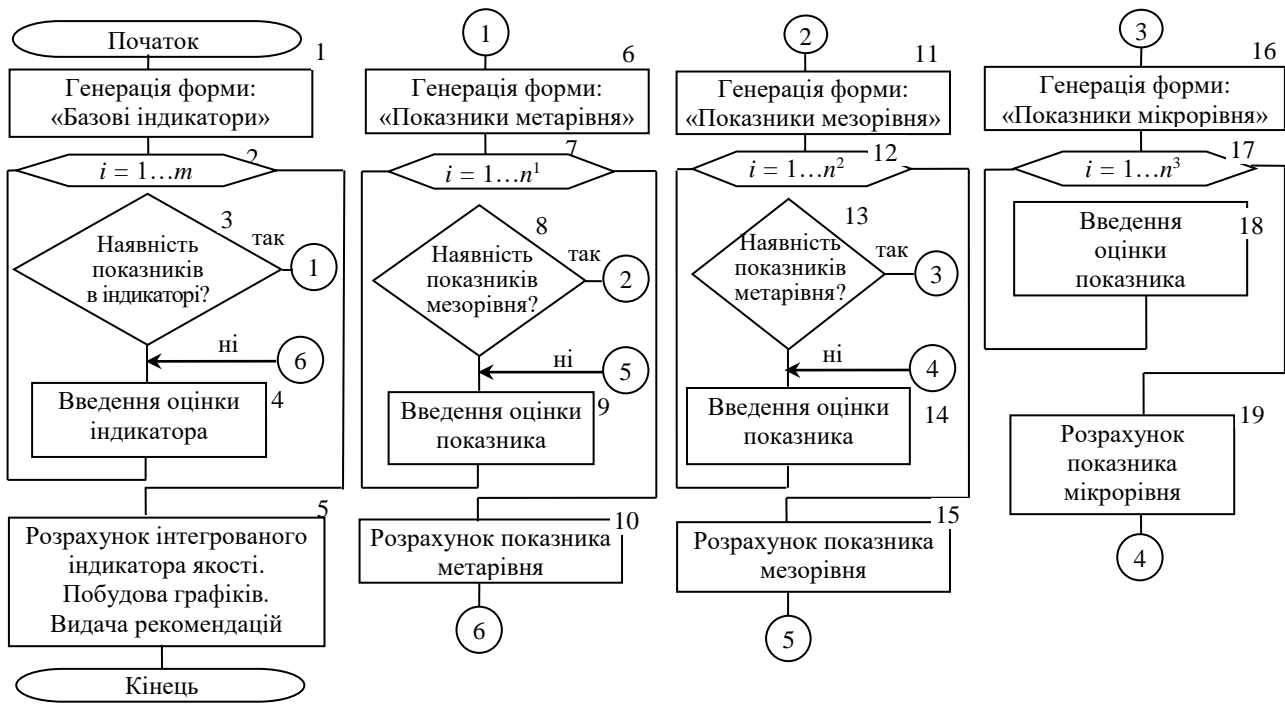 Початок
1
Генерація форми:
«Базові індикатори»
2
i = 1…m
3
Наявність
показників
в індикаторі?
так
1
ні
6
4
Введення оцінки
індикатора
5
Розрахунок інтегрованого
індикатора якості.
Побудова графіків.
Видача рекомендацій
Кінець
1
6
Генерація форми:
«Показники метарівня»
7
i = 1…n¹
8
Наявність
показників
мезорівня?
так
2
ні
5
9
Введення оцінки
показника
10
Розрахунок показника
метарівня
6
2
11
Генерація форми:
«Показники мезорівня»
12
i = 1…n²
13
Наявність
показників
метарівня?
так
3
ні
4
14
Введення оцінки
показника
15
Розрахунок показника
мезорівня
5
3
16
Генерація форми:
«Показники мікрорівня»
17
i = 1…n³
18
Введення
оцінки
показника
19
Розрахунок
показника
мікрорівня
4